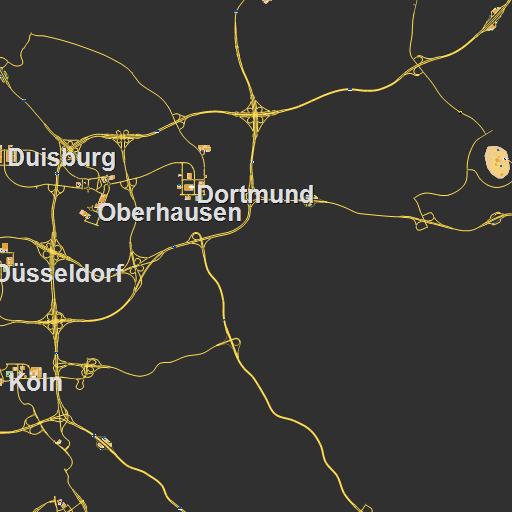 Duisburg
Dortmund
Oberhausen
Düsseldorf
Köln